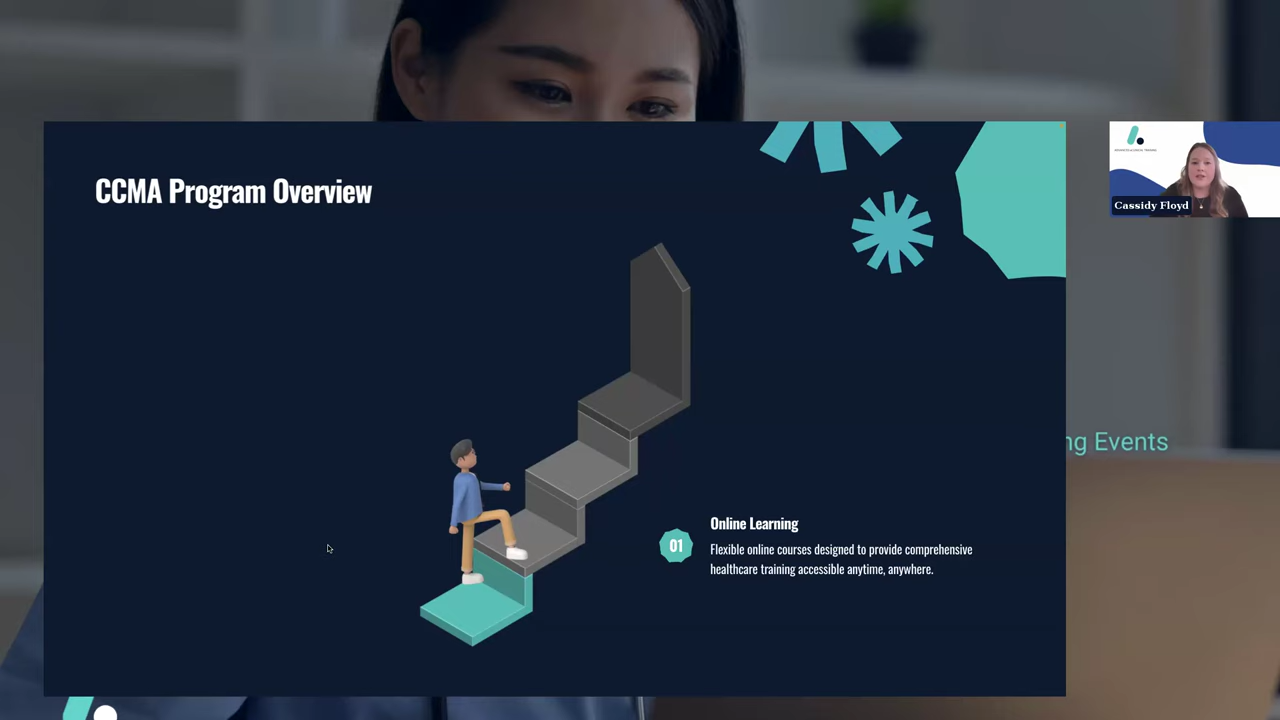 CCMA Program Overview
Cassidy Floyd
ng Events
Online Learning
01
Flexible online courses designed to provide comprehensive
healthcare training accessible anytime, anywhere.